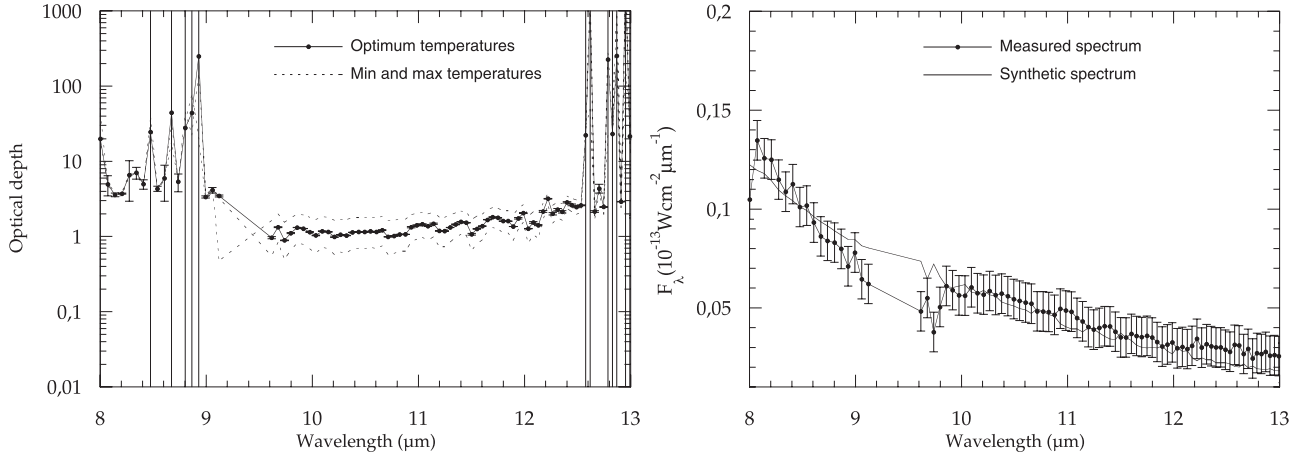 1000
100
10
1
0,1
0,01
Optical depth
Optimum temperatures
Min and max temperatures
8 9 10 11 12 13
Wavelength (µm)
0,2
0,15
0,1
0,05
F_λ(10⁻¹³Wcm⁻²µm⁻¹)
Measured spectrum
Synthetic spectrum
8 9 10 11 12 13
Wavelength (µm)